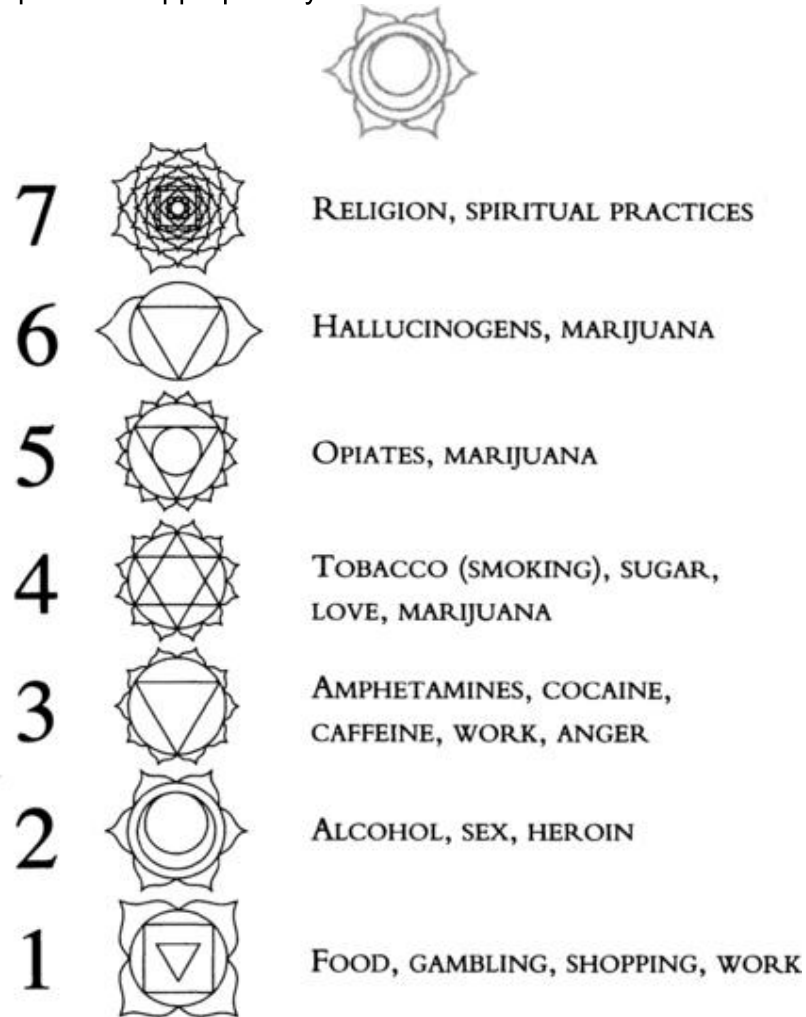 7 RELIGION, SPIRITUAL PRACTICES
6 HALLUCINOGENS, MARIJUANA
5 OPIATES, MARIJUANA
4 TOBACCO (SMOKING), SUGAR,
LOVE, MARIJUANA
3 AMPHETAMINES, COCAINE,
CAFFEINE, WORK, ANGER
2 ALCOHOL, SEX, HEROIN
1 FOOD, GAMBLING, SHOPPING, WORK